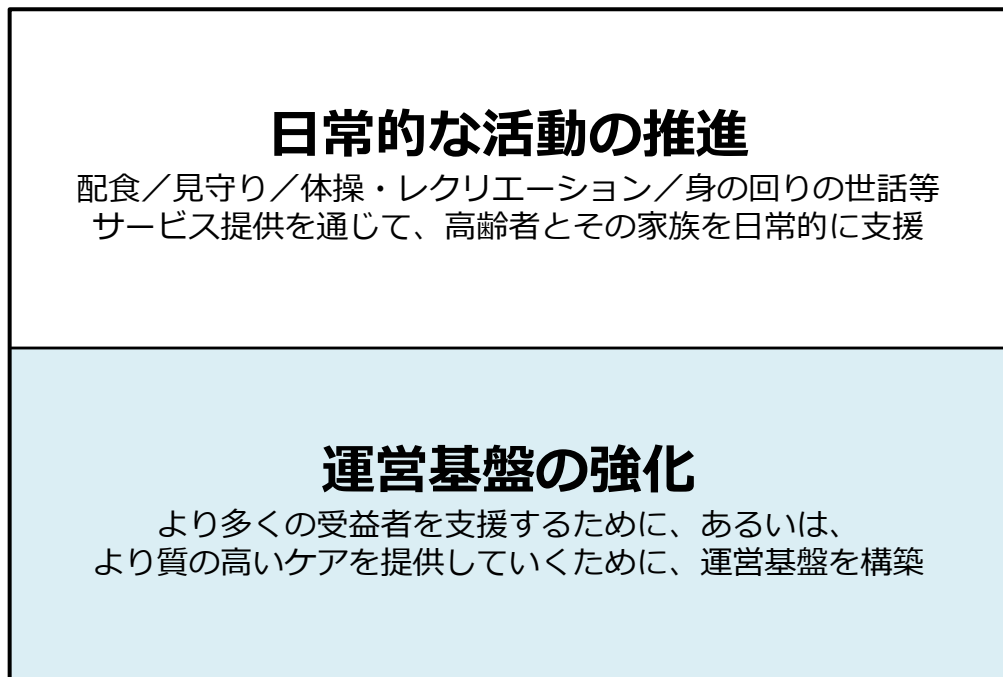 日常的な活動の推進
配食／見守り／体操・レクリエーション／身の回りの世話等
サービス提供を通じて、高齢者とその家族を日常的に支援
運営基盤の強化
より多くの受益者を支援するために、あるいは、
より質の高いケアを提供していくために、運営基盤を構築